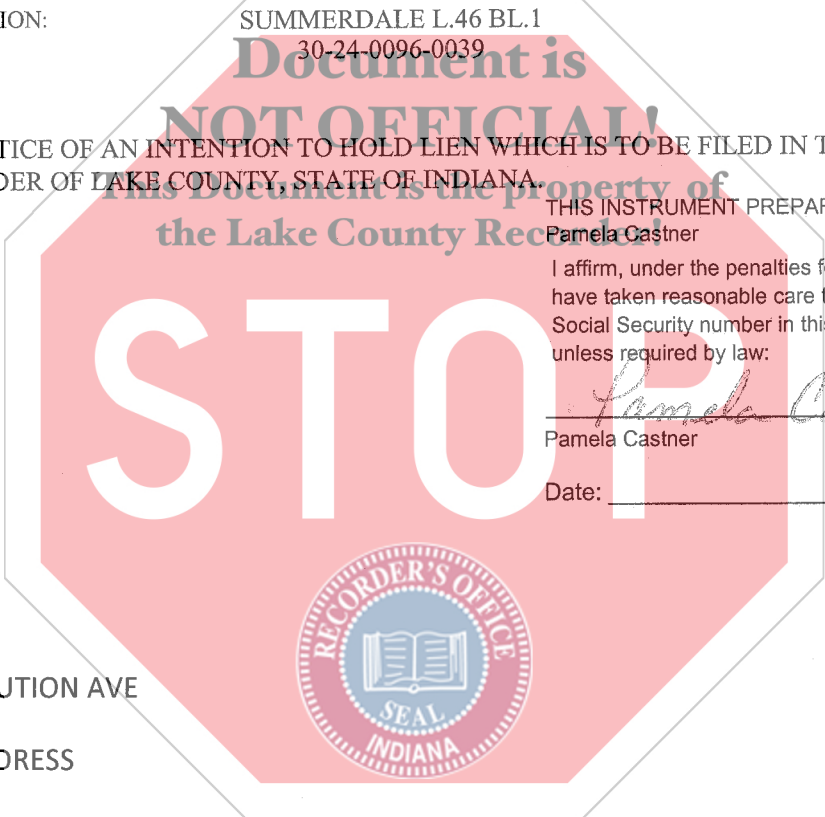 ION: SUMMERDALE L.46 BL.1
30-24-0096-0039
Document is
NOT OFFICIAL!
TICE OF AN INTENTION TO HOLD LIEN WHICH IS TO BE FILED IN T
DER OF LAKE COUNTY, STATE OF INDIANA.
This Document is the property of
the Lake County Recorder!
THIS INSTRUMENT PREPAR
Pamela Castner
I affirm, under the penalties f
have taken reasonable care t
Social Security number in this
unless required by law:
Pamela C
Pamela Castner
Date:
STOP
RECORDER'S OFFICE
SEAL
INDIANA
UTION AVE
DRESS